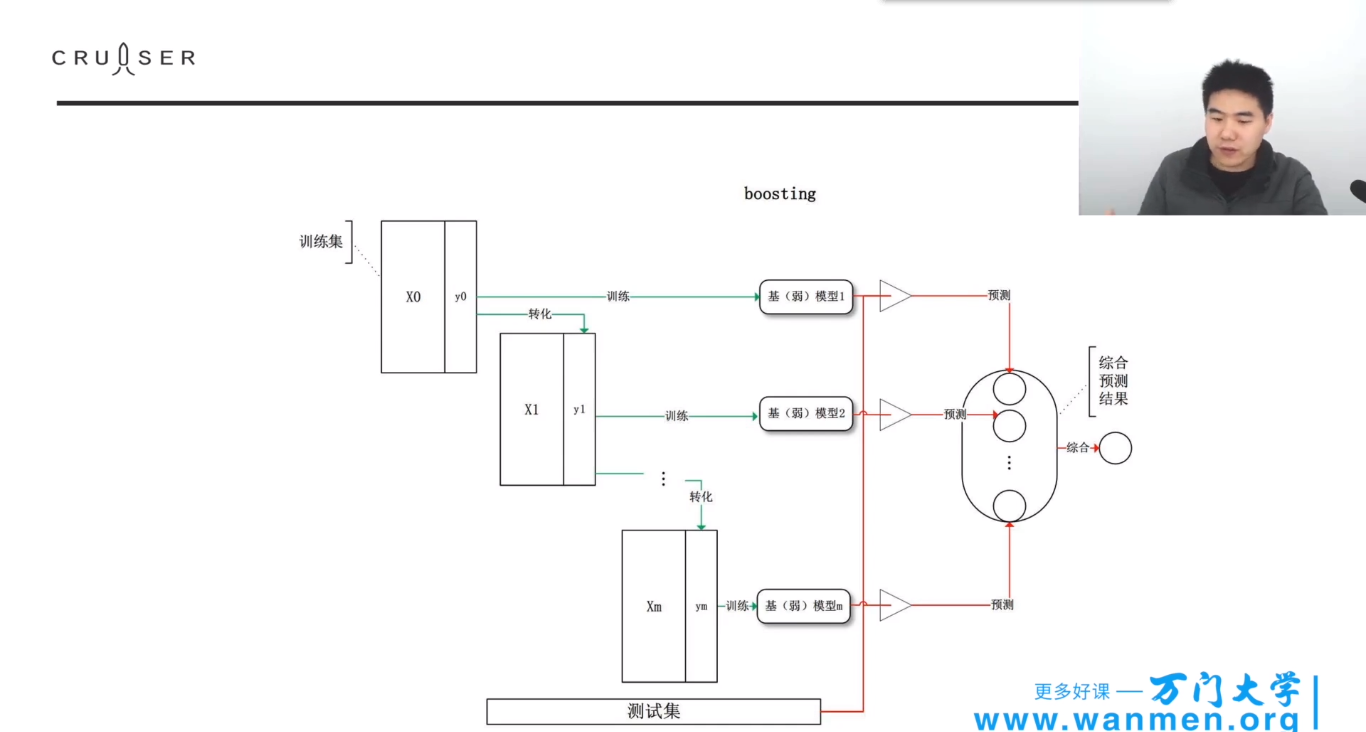 CRUISER
boosting
训练集
X0
y0
训练
基（弱）模型1
预测
转化
综合
预测
结果
X1
y1
训练
基（弱）模型2
预测
综合
转化
Xm
ym
训练
基（弱）模型m
预测
测试集
更多好课 — 万门大学
www.wanmen.org